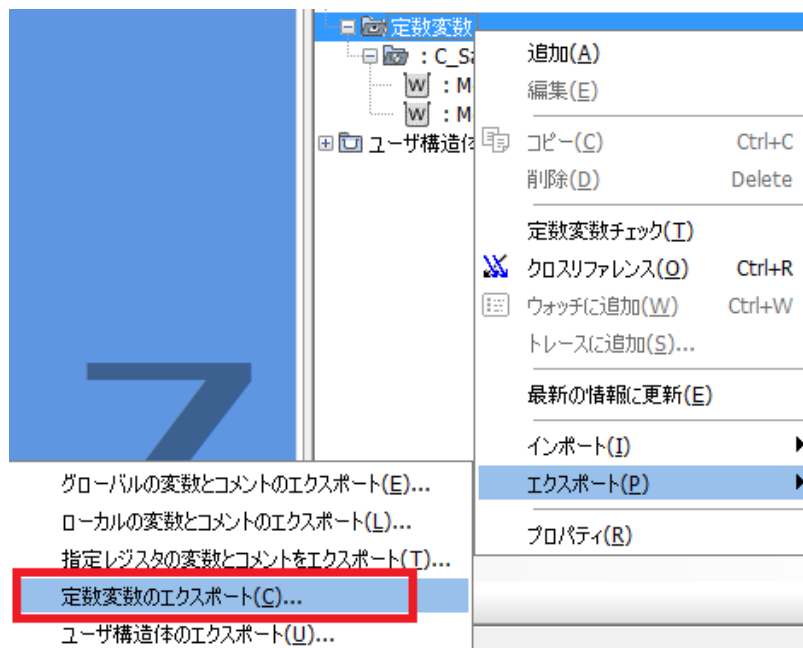 定数変数
: C_Sa
W : M
W : M
ユーザ構造体
追加(A)
編集(E)
コピー(C) Ctrl+C
削除(D) Delete
定数変数チェック(T)
クロスリファレンス(O) Ctrl+R
ウォッチに追加(W) Ctrl+W
トレースに追加(S)...
最新の情報に更新(E)
インポート(I)
エクスポート(P)
プロパティ(R)
グローバルの変数とコメントのエクスポート(E)...
ローカルの変数とコメントのエクスポート(L)...
指定レジスタの変数とコメントをエクスポート(T)...
定数変数のエクスポート(C)...
ユーザ構造体のエクスポート(U)...
7